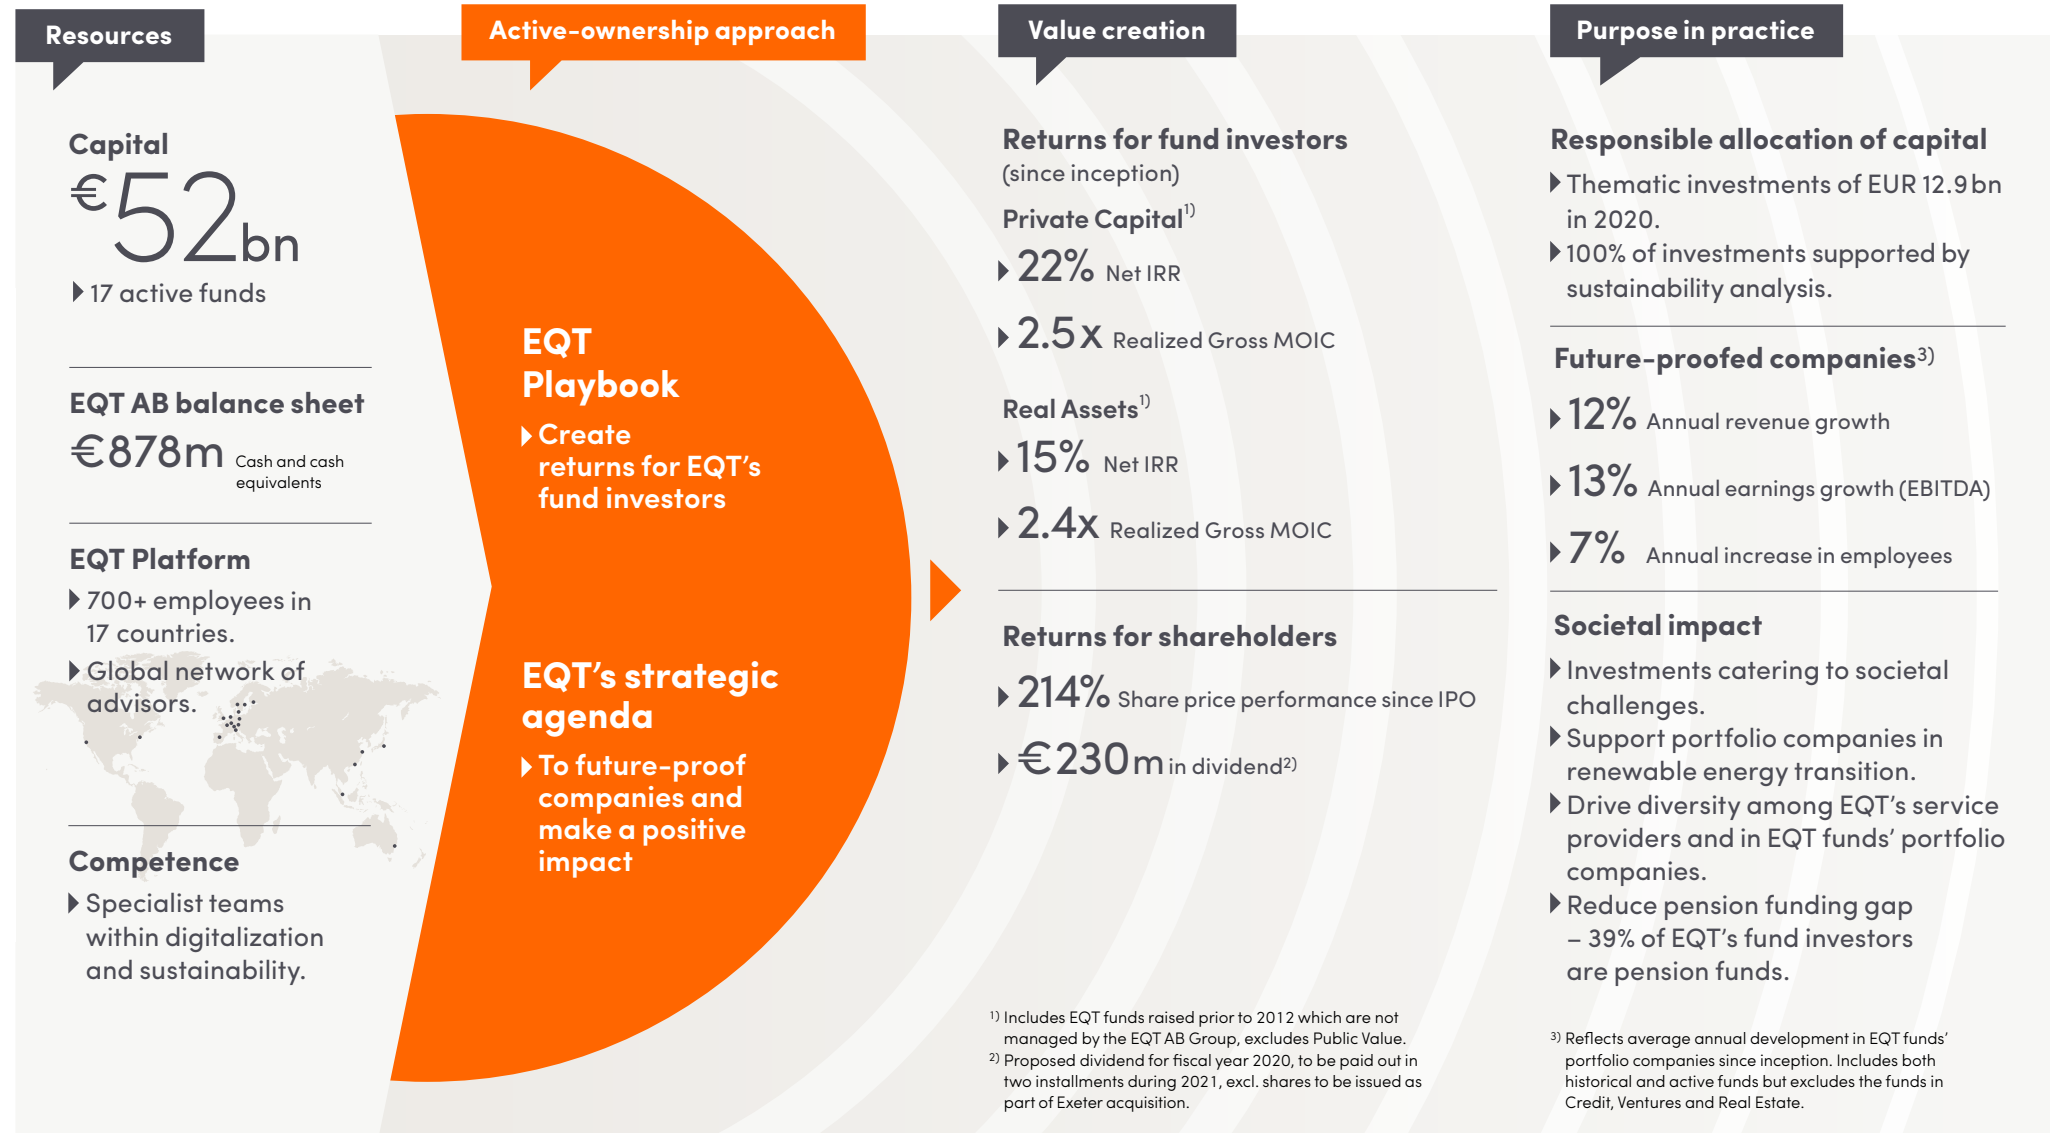 Resources
Capital
€52bn
17 active funds
EQT AB balance sheet
€878m Cash and cash
equivalents
EQT Platform
700+ employees in
17 countries.
Global network of
advisors.
Competence
Specialist teams
within digitalization
and sustainability.
Active-ownership approach
EQT
Playbook
Create
returns for EQT’s
fund investors
EQT’s strategic
agenda
To future-proof
companies and
make a positive
impact
Value creation
Returns for fund investors
(since inception)
Private Capital1)
22% Net IRR
2.5x Realized Gross MOIC
Real Assets1)
15% Net IRR
2.4x Realized Gross MOIC
Returns for shareholders
214% Share price performance since IPO
€230m in dividend2)
1) Includes EQT funds raised prior to 2012 which are not
managed by the EQT AB Group, excludes Public Value.
2) Proposed dividend for fiscal year 2020, to be paid out in
two installments during 2021, excl. shares to be issued as
part of Exeter acquisition.
Purpose in practice
Responsible allocation of capital
Thematic investments of EUR 12.9bn
in 2020.
100% of investments supported by
sustainability analysis.
Future-proofed companies3)
12% Annual revenue growth
13% Annual earnings growth (EBITDA)
7% Annual increase in employees
Societal impact
Investments catering to societal
challenges.
Support portfolio companies in
renewable energy transition.
Drive diversity among EQT’s service
providers and in EQT funds’ portfolio
companies.
Reduce pension funding gap
– 39% of EQT’s fund investors
are pension funds.
3) Reflects average annual development in EQT funds’
portfolio companies since inception. Includes both
historical and active funds but excludes the funds in
Credit, Ventures and Real Estate.